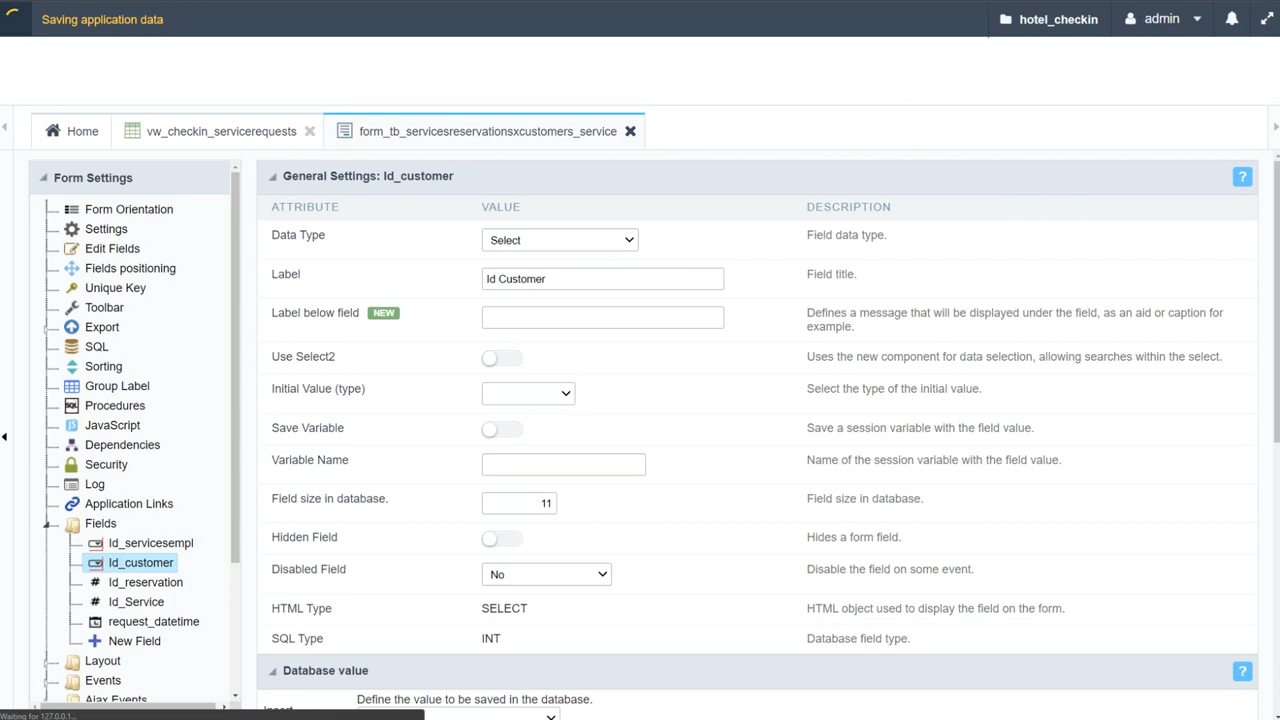 Saving application data
hotel_checkin
admin
Home
vw_checkin_servicerequests
form_tb_servicesreservationsxcustomers_service
Form Settings
Form Orientation
Settings
Edit Fields
Fields positioning
Unique Key
Toolbar
Export
SQL
Sorting
Group Label
Procedures
JavaScript
Dependencies
Security
Log
Application Links
Fields
Id_servicesempl
Id_customer
Id_reservation
Id_Service
request_datetime
New Field
Layout
Events
Ajax Events
General Settings: Id_customer
?
ATTRIBUTE VALUE DESCRIPTION
Data Type Select Field data type.
Label Id Customer Field title.
Label below field NEW Defines a message that will be displayed under the field, as an aid or caption for
example.
Use Select2 Uses the new component for data selection, allowing searches within the select.
Initial Value (type) Select the type of the initial value.
Save Variable Save a session variable with the field value.
Variable Name Name of the session variable with the field value.
Field size in database. 11 Field size in database.
Hidden Field Hides a form field.
Disabled Field No Disable the field on some event.
HTML Type SELECT HTML object used to display the field on the form.
SQL Type INT Database field type.
Database value
?
Define the value to be saved in the database.
Insert
Waiting for 127.0.0.1...